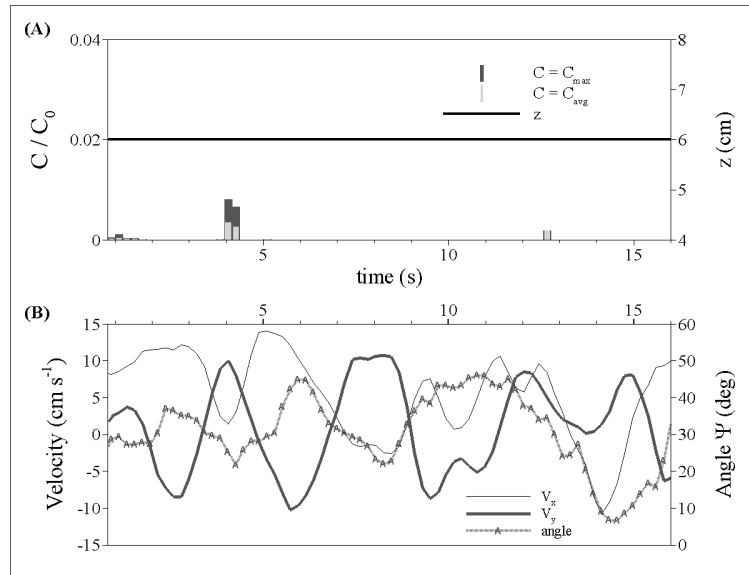 (A)
0.04
0.02
0
C / C0
8
7
6
5
4
z (cm)
C = Cmax
C = Cavg
z
5
10
15
time (s)
(B)
5
10
15
15
10
5
0
-5
-10
-15
Velocity (cm s-1)
60
50
40
30
20
10
0
Angle Ψ (deg)
Vx
Vy
A angle